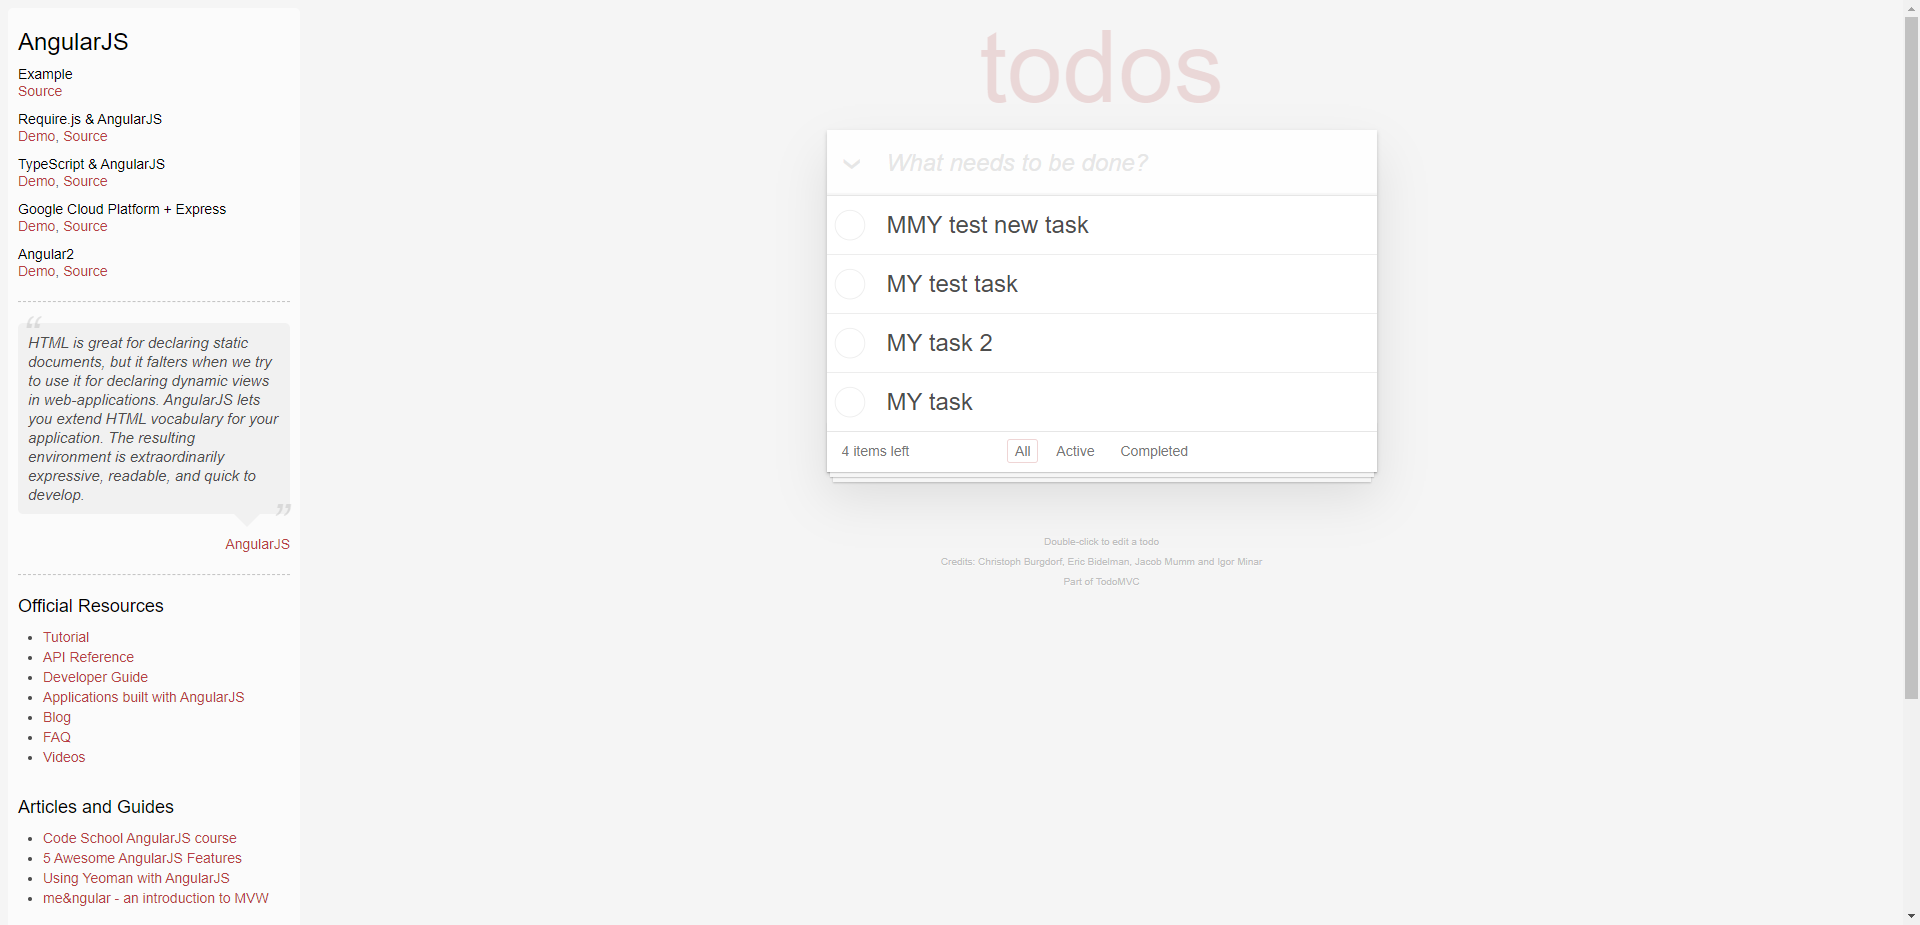 AngularJS
Example
Source
Require.js & AngularJS
Demo, Source
TypeScript & AngularJS
Demo, Source
Google Cloud Platform + Express
Demo, Source
Angular2
Demo, Source
“
HTML is great for declaring static
documents, but it falters when we try
to use it for declaring dynamic views
in web-applications. AngularJS lets
you extend HTML vocabulary for your
application. The resulting
environment is extraordinarily
expressive, readable, and quick to
develop.
”
AngularJS
Official Resources
• Tutorial
• API Reference
• Developer Guide
• Applications built with AngularJS
• Blog
• FAQ
• Videos
Articles and Guides
• Code School AngularJS course
• 5 Awesome AngularJS Features
• Using Yeoman with AngularJS
• me&ngular - an introduction to MVW
todos
What needs to be done?
MMY test new task
MY test task
MY task 2
MY task
4 items left All Active Completed
Double-click to edit a todo
Credits: Christoph Burgdorf, Eric Bidelman, Jacob Mumm and Igor Minar
Part of TodoMVC